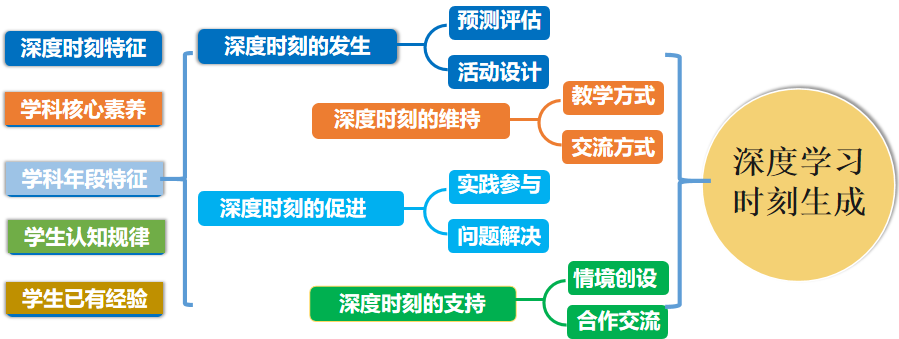 深度时刻特征
学科核心素养
学科年段特征
学生认知规律
学生已有经验
深度时刻的发生
预测评估
活动设计
深度时刻的维持
教学方式
交流方式
深度时刻的促进
实践参与
问题解决
深度时刻的支持
情境创设
合作交流
深度学习
时刻生成